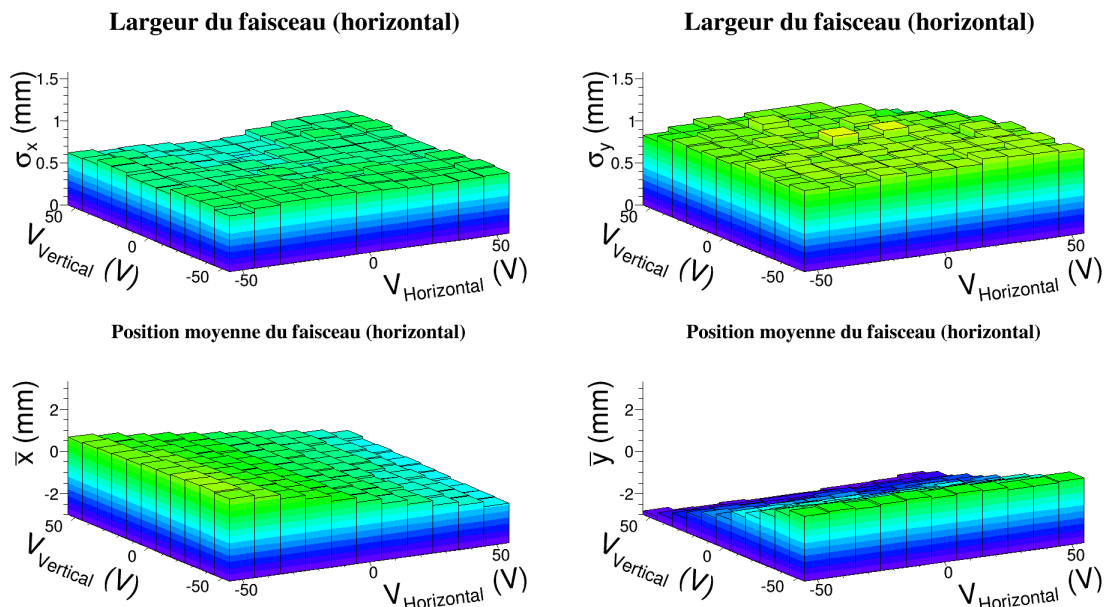 Largeur du faisceau (horizontal)
σx (mm)
1.5
1
0.5
0
50
0
-50
VVertical (V)
-50
0
50
VHorizontal (V)
Largeur du faisceau (horizontal)
σy (mm)
1.5
1
0.5
0
50
0
-50
VVertical (V)
-50
0
50
VHorizontal (V)
Position moyenne du faisceau (horizontal)
x̅ (mm)
2
0
-2
50
0
-50
VVertical (V)
-50
0
50
VHorizontal (V)
Position moyenne du faisceau (horizontal)
y̅ (mm)
2
0
-2
50
0
-50
VVertical (V)
-50
0
50
VHorizontal (V)